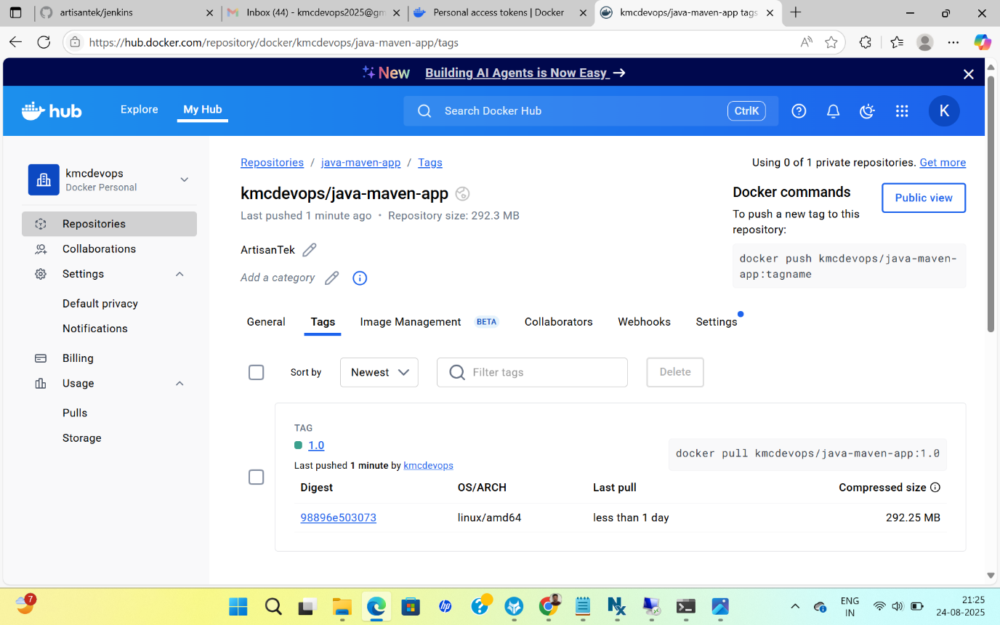 artisantek/jenkins
Inbox (44) - kmcdevops2025@gm
Personal access tokens | Docker
kmcdevops/java-maven-app tags
https://hub.docker.com/repository/docker/kmcdevops/java-maven-app/tags
New Building AI Agents is Now Easy →
hub
Explore
My Hub
Search Docker Hub
CtrlK
K
kmcdevops
Docker Personal
Repositories
Collaborations
Settings
Default privacy
Notifications
Billing
Usage
Pulls
Storage
Repositories / java-maven-app / Tags
Using 0 of 1 private repositories. Get more
kmcdevops/java-maven-app
Last pushed 1 minute ago • Repository size: 292.3 MB
ArtisanTek
Add a category
Docker commands
Public view
To push a new tag to this
repository:
docker push kmcdevops/java-maven-
app:tagname
General
Tags
Image Management BETA
Collaborators
Webhooks
Settings
Sort by
Newest
Filter tags
Delete
TAG
1.0
docker pull kmcdevops/java-maven-app:1.0
Last pushed 1 minute by kmcdevops
Digest OS/ARCH Last pull Compressed size
98896e503073 linux/amd64 less than 1 day 292.25 MB
7
hp
ENG
IN
21:25
24-08-2025